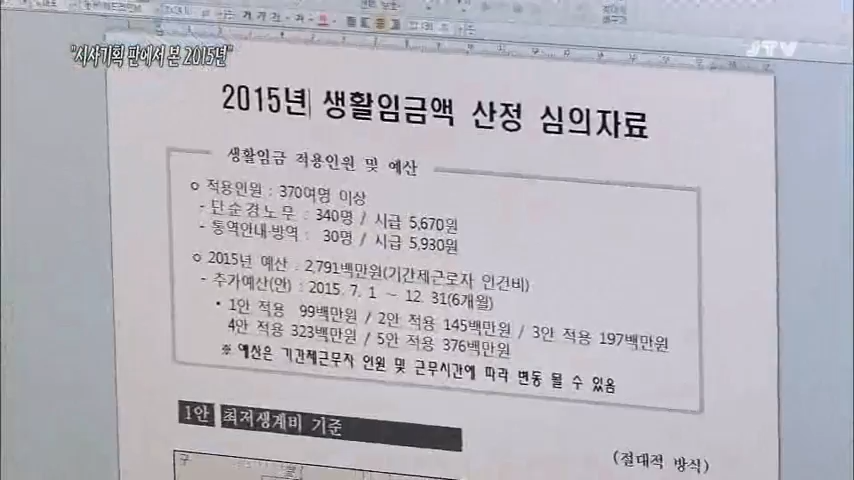 "시사기획 판에서 본 2015년"
JTV
2015년 생활임금액 산정 심의자료
생활임금 적용인원 및 예산
○ 적용인원 : 370여명 이상
- 단순경노무 : 340명 / 시급 5,670원
- 통역안내·방역 : 30명 / 시급 5,930원
○ 2015년 예산 : 2,791백만원(기간제근로자 인건비)
- 추가예산(안) : 2015. 7. 1 ~ 12. 31(6개월)
• 1안 적용 99백만원 / 2안 적용 145백만원 / 3안 적용 197백만원
4안 적용 323백만원 / 5안 적용 376백만원
※ 예산은 기간제근무자 인원 및 근무시간에 따라 변동 될 수 있음
1안 최저생계비 기준
(절대적 방식)
구